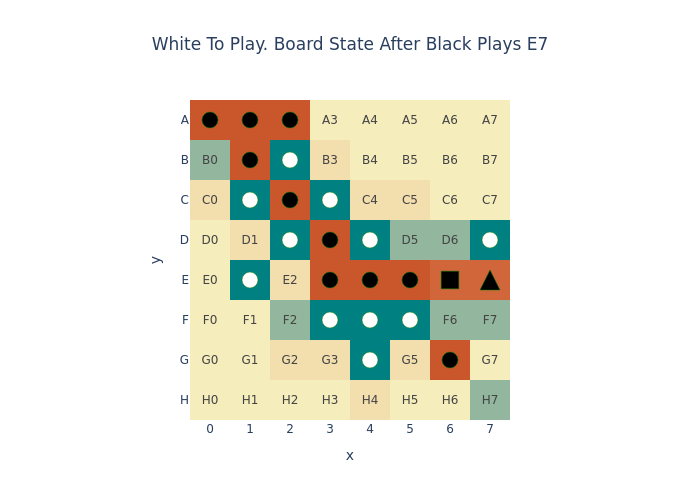 White To Play. Board State After Black Plays E7
A A3 A4 A5 A6 A7
B B0 B3 B4 B5 B6 B7
C C0 C4 C5 C6 C7
D D0 D1 D5 D6
E E0 E2
F F0 F1 F2 F6 F7
G G0 G1 G2 G3 G5 G7
H H0 H1 H2 H3 H4 H5 H6 H7
0 1 2 3 4 5 6 7
x
y